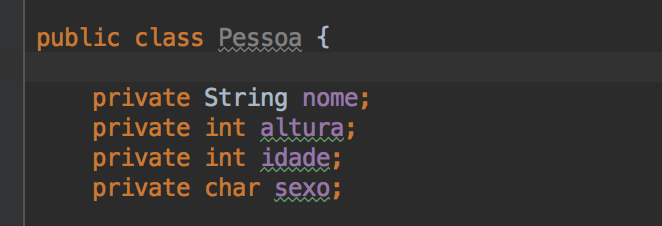 public class Pessoa {
private String nome;
private int altura;
private int idade;
private char sexo;